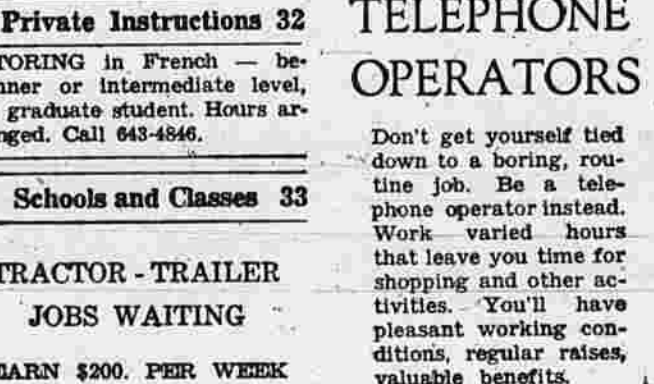 Private Instructions 32
TORING in French — be-
nner or intermediate level,
graduate student. Hours ar-
nged. Call 643-4846.
Schools and Classes 33
TRACTOR - TRAILER
JOBS WAITING
EARN $200. PER WEEK
TELEPHONE
OPERATORS
Don't get yourself tied
down to a boring, rou-
tine job. Be a tele-
phone operator instead.
Work varied hours
that leave you time for
shopping and other ac-
tivities. You'll have
pleasant working con-
ditions, regular raises,
valuable benefits.